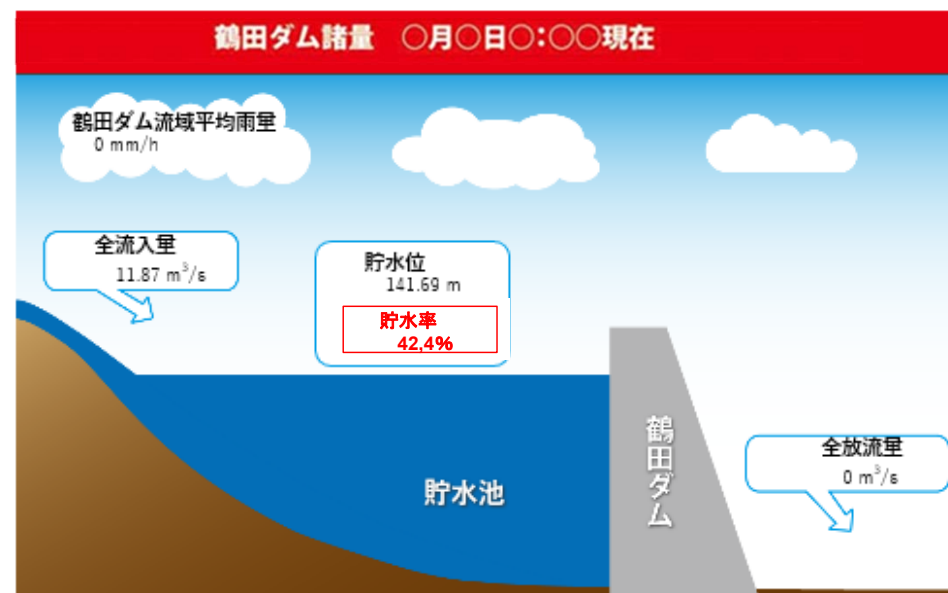 鶴田ダム諸量　○月○日○:○○現在
鶴田ダム流域平均雨量
0 mm/h
全流入量
11.87 m³/s
貯水位
141.69 m
貯水率
42,4%
鶴田ダム
全放流量
0 m³/s
貯水池